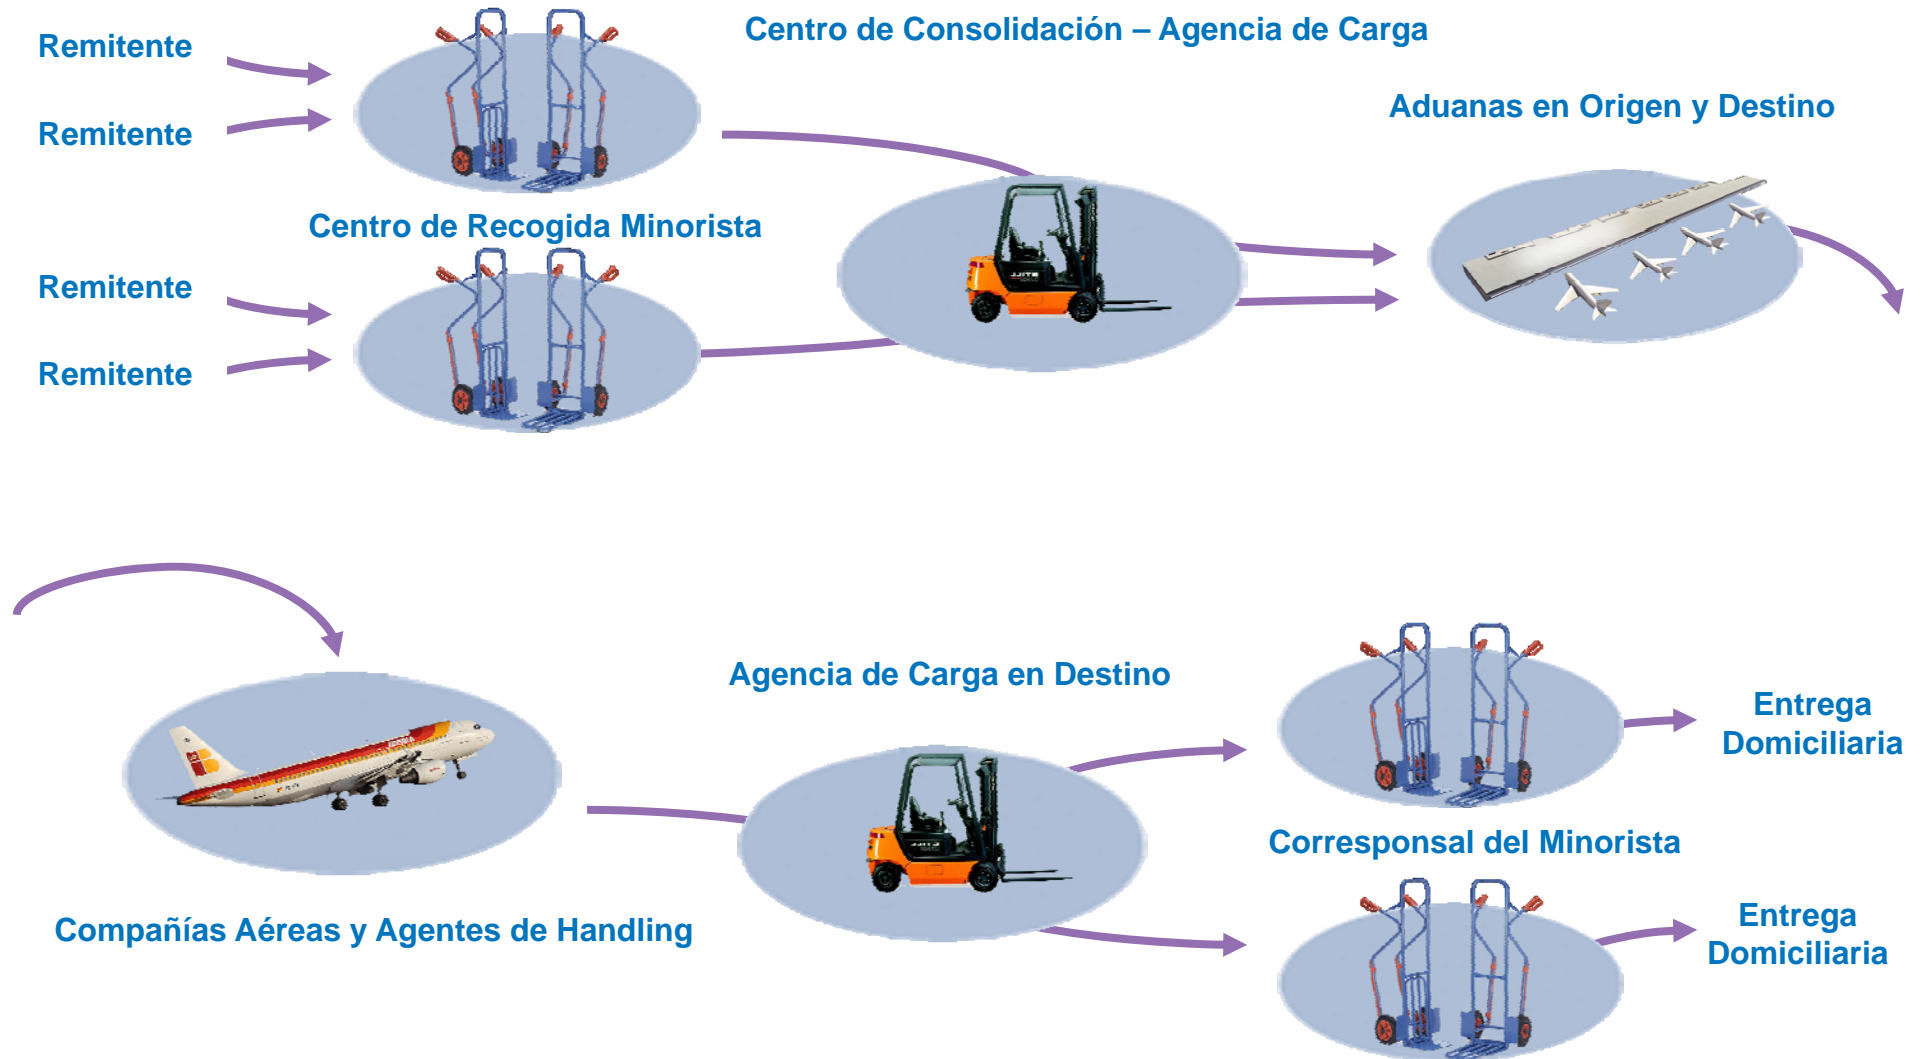 Centro de Consolidación – Agencia de Carga
Remitente
Remitente
Aduanas en Origen y Destino
Centro de Recogida Minorista
Remitente
Remitente
Agencia de Carga en Destino
Entrega
Domiciliaria
Corresponsal del Minorista
Compañías Aéreas y Agentes de Handling
Entrega
Domiciliaria